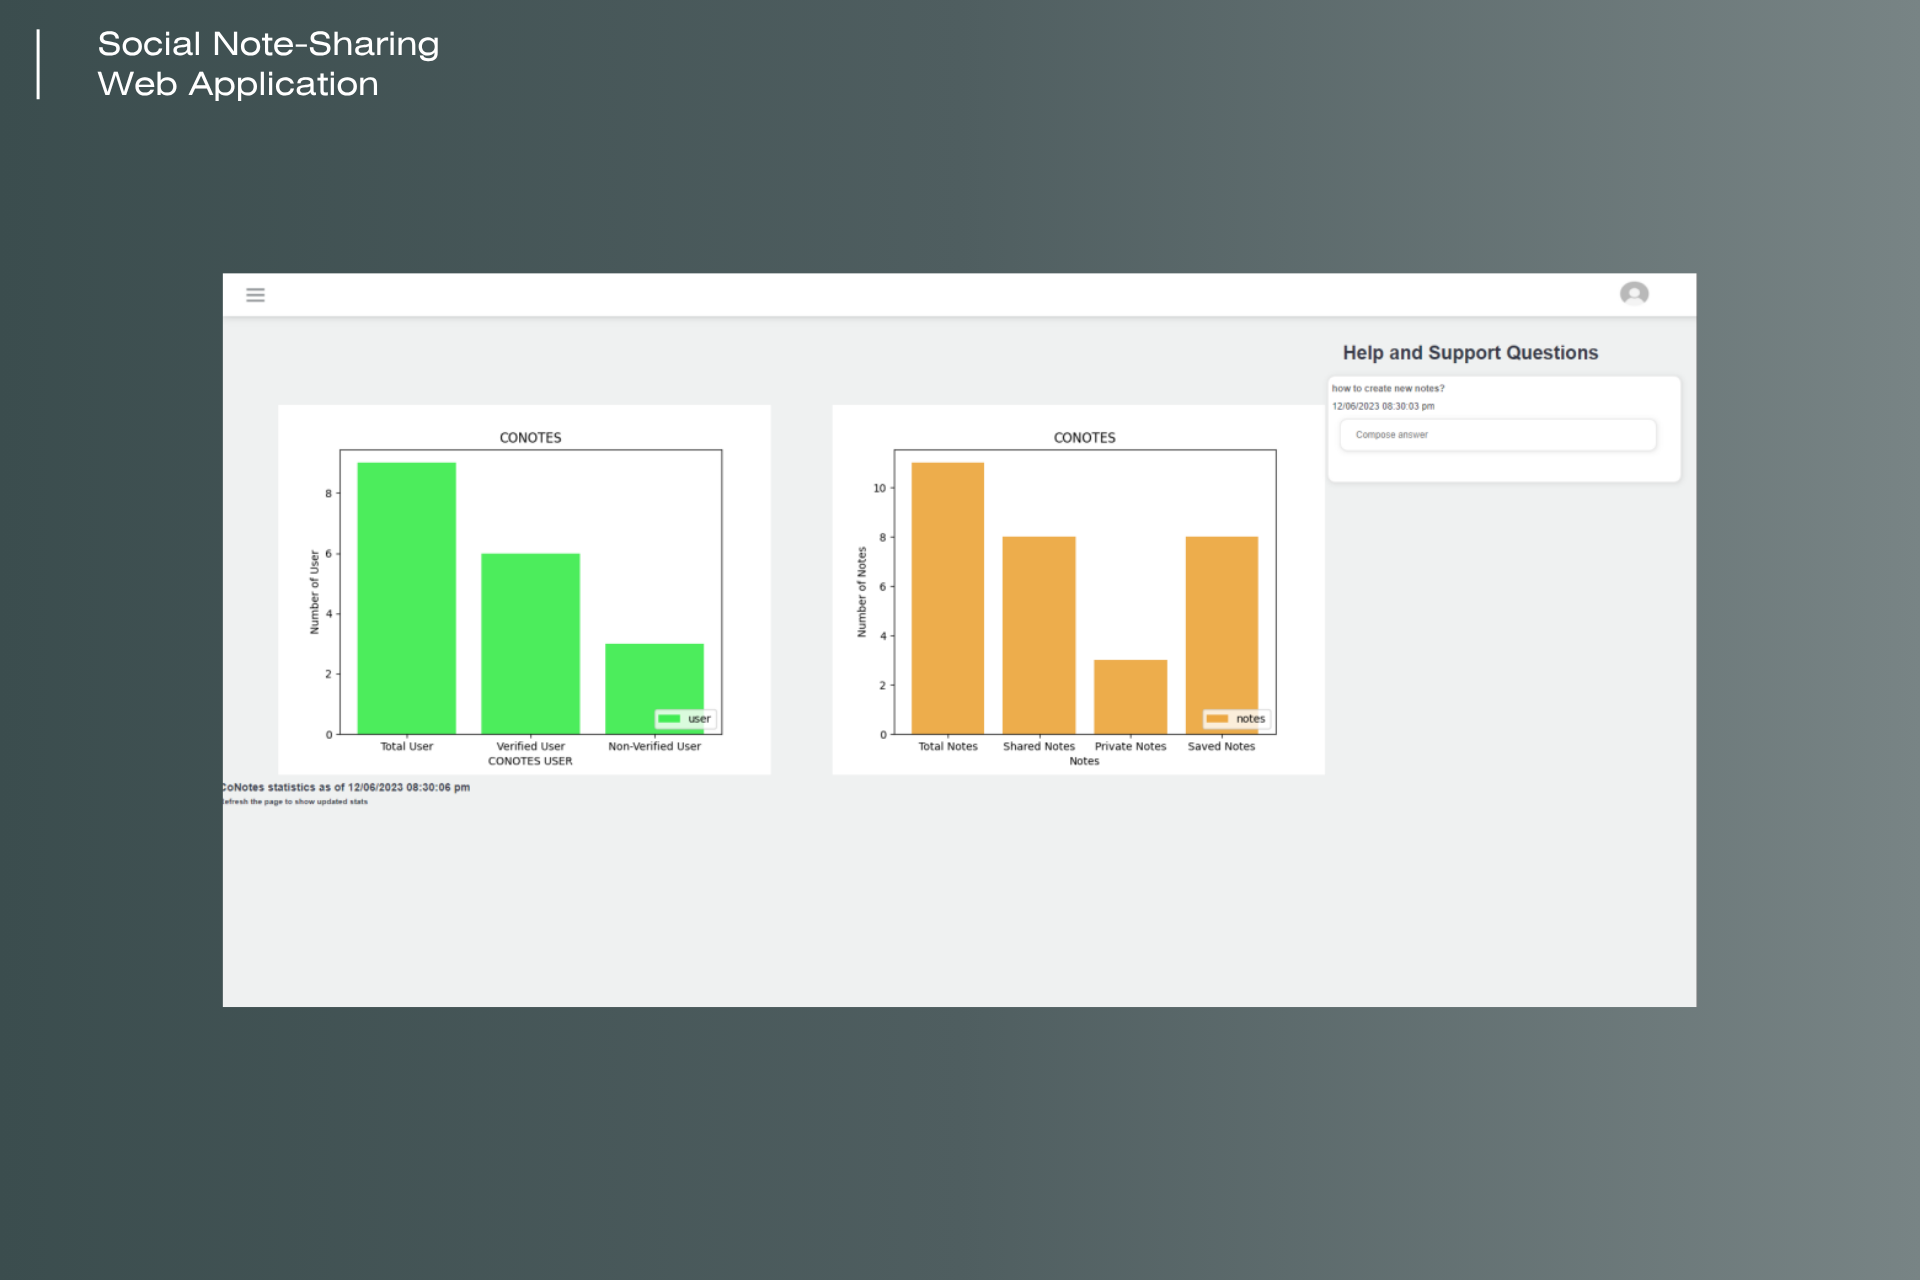 Social Note-Sharing
Web Application
Help and Support Questions
how to create new notes?
12/06/2023 08:30:03 pm
Compose answer
CONOTES
Number of User
8
6
4
2
0
user
Total User Verified User Non-Verified User
CONOTES USER
CONOTES
Number of Notes
10
8
6
4
2
0
notes
Total Notes Shared Notes Private Notes Saved Notes
Notes
CoNotes statistics as of 12/06/2023 08:30:06 pm
Refresh the page to show updated stats